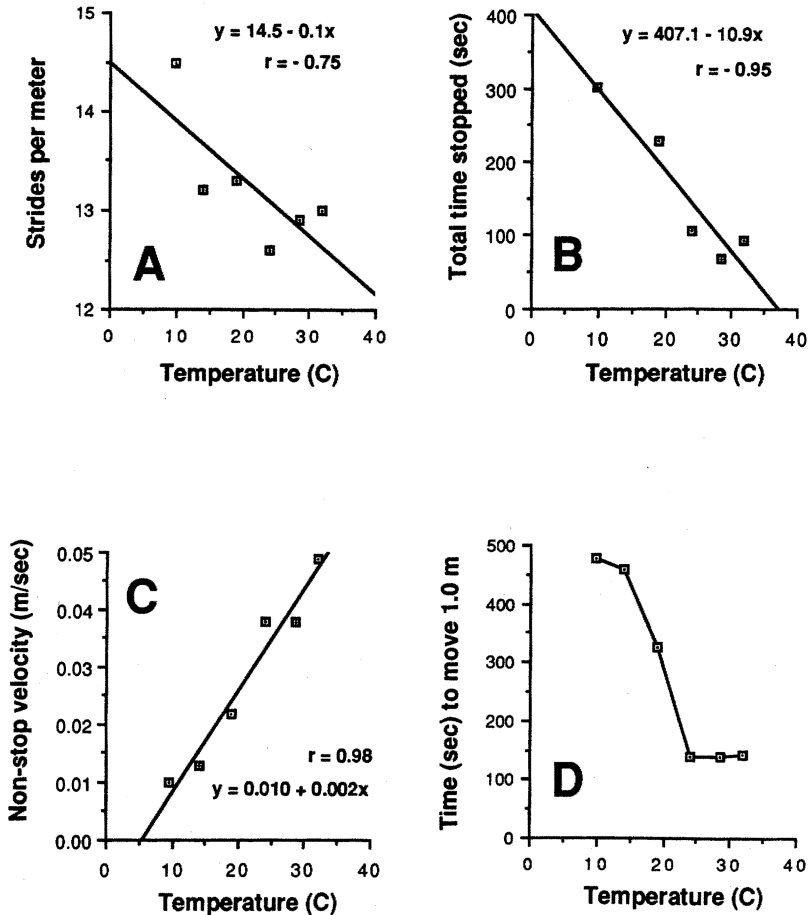 y = 14.5 - 0.1x
r = - 0.75
Strides per meter
15
14
13
12
A
0 10 20 30 40
Temperature (C)
y = 407.1 - 10.9x
r = - 0.95
Total time stopped (sec)
400
300
200
100
0
B
0 10 20 30 40
Temperature (C)
Non-stop velocity (m/sec)
0.05
0.04
0.03
0.02
0.01
0.00
C
r = 0.98
y = 0.010 + 0.002x
0 10 20 30 40
Temperature (C)
Time (sec) to move 1.0 m
500
400
300
200
100
0
D
0 10 20 30 40
Temperature (C)